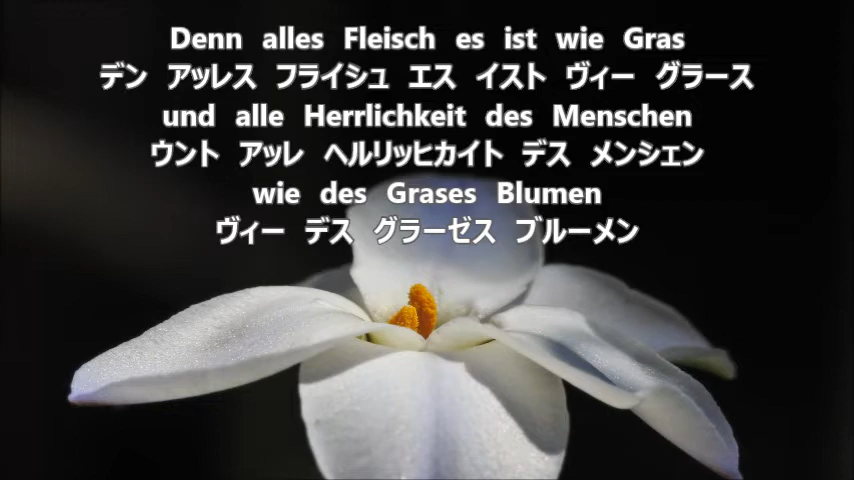 Denn alles Fleisch es ist wie Gras
デン アッレス フライシュ エス イスト ヴィー グラース
und alle Herrlichkeit des Menschen
ウント アッレ ヘルリッヒカイト デス メンシェン
wie des Grases Blumen
ヴィー デス グラーゼス ブルーメン